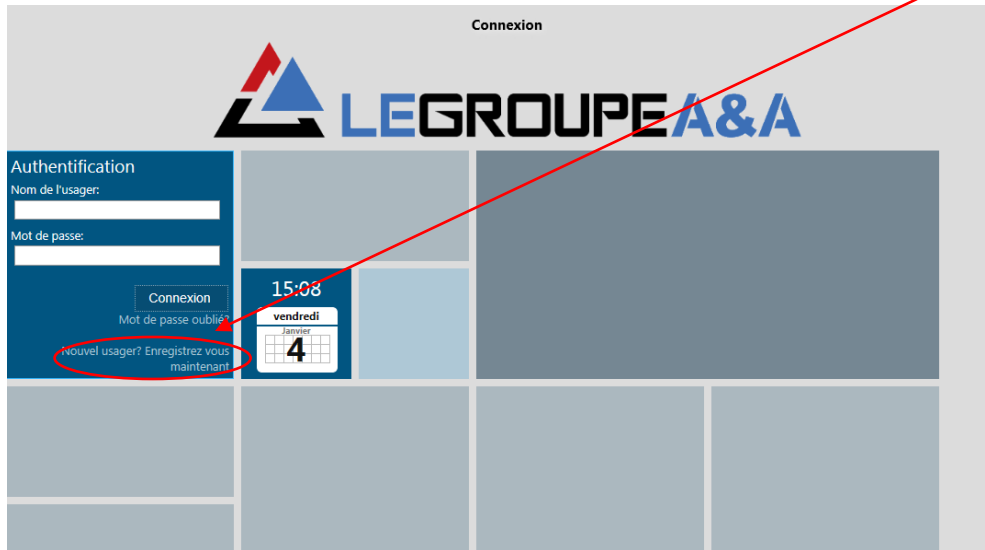 Connexion
LEGROUPEA&A
Authentification
Nom de l'usager:
Mot de passe:
Connexion
Mot de passe oublié?
Nouvel usager? Enregistrez vous
maintenant
15:08
vendredi
Janvier
4